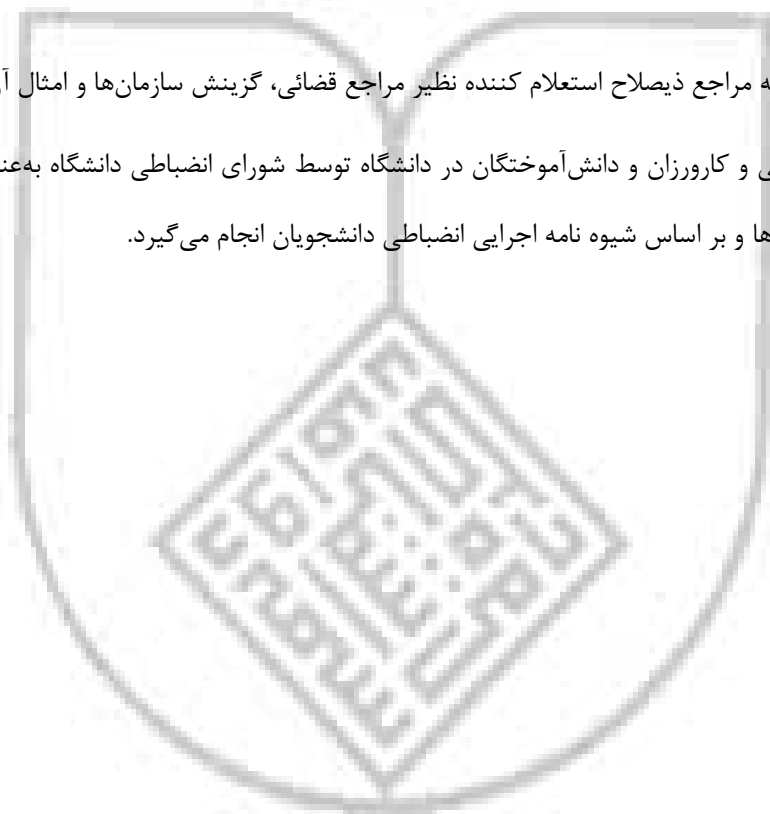 ه مراجع ذیصلاح استعلام کننده نظیر مراجع قضائی، گزینش سازمان‌ها و امثال آ
ی و کارورزان و دانش‌آموختگان در دانشگاه توسط شورای انضباطی دانشگاه به‌عن
ها و بر اساس شیوه نامه اجرایی انضباطی دانشجویان انجام می‌گیرد.